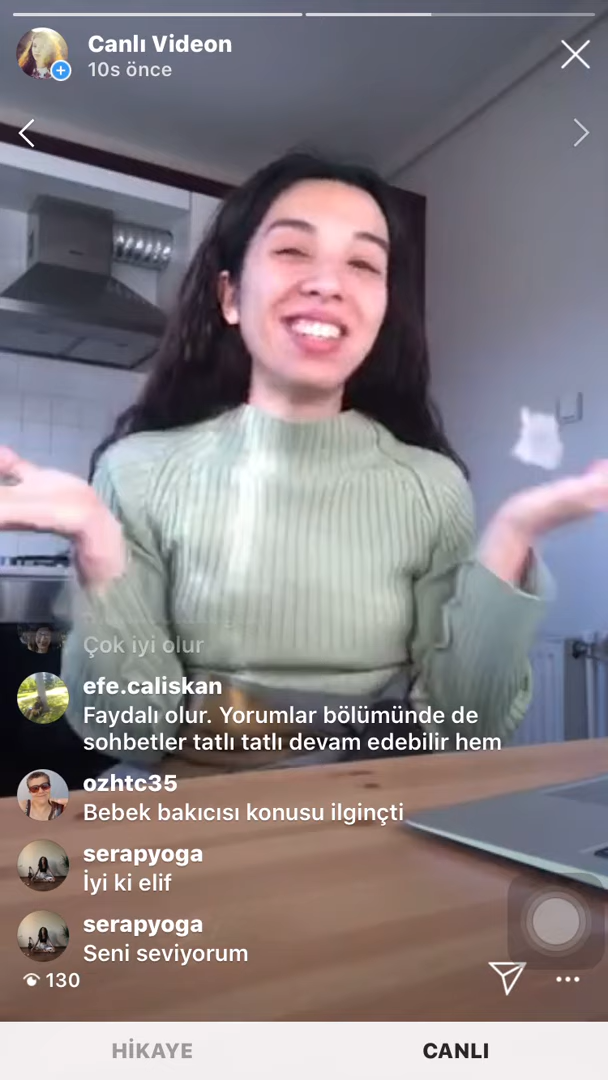 Canlı Videon
10s önce
Çok iyi olur
efe.caliskan
Faydalı olur. Yorumlar bölümünde de
sohbetler tatlı tatlı devam edebilir hem
ozhtc35
Bebek bakıcısı konusu ilginçti
serapyoga
İyi ki elif
serapyoga
Seni seviyorum
130
HİKAYE
CANLI